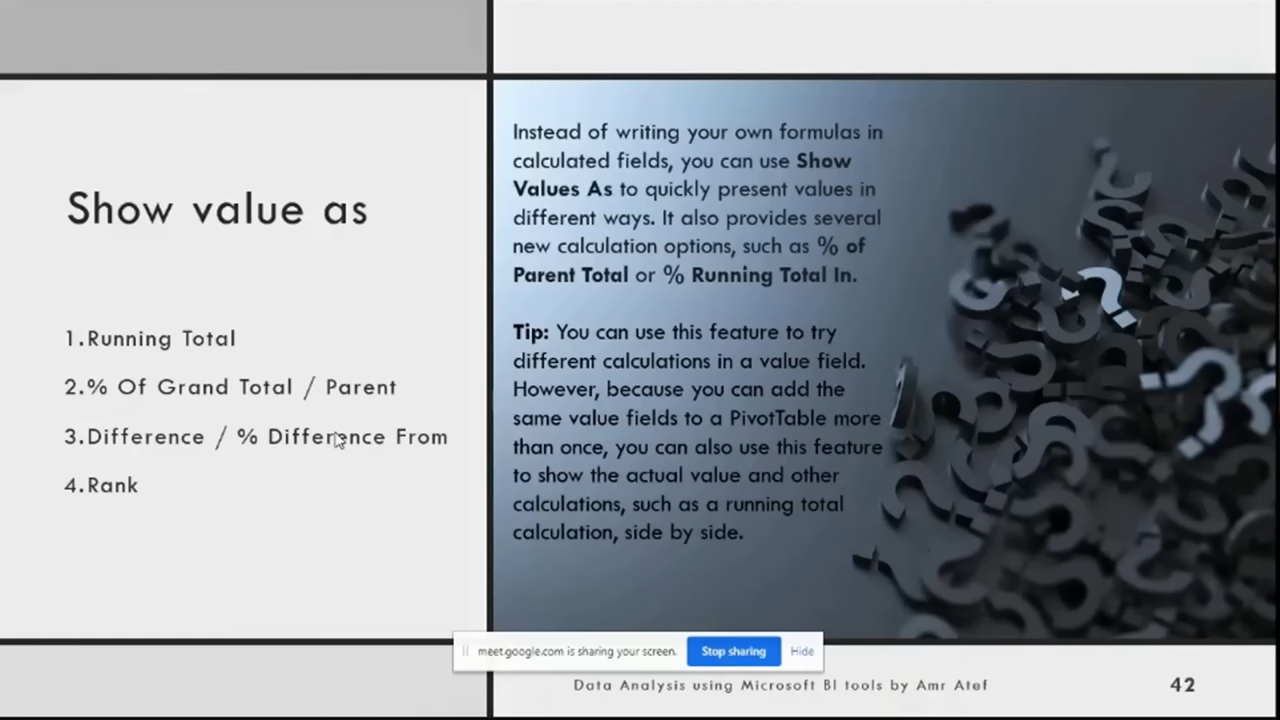 Show value as
1.Running Total
2.% Of Grand Total / Parent
3.Difference / % Difference From
4.Rank
Instead of writing your own formulas in
calculated fields, you can use Show
Values As to quickly present values in
different ways. It also provides several
new calculation options, such as % of
Parent Total or % Running Total In.
Tip: You can use this feature to try
different calculations in a value field.
However, because you can add the
same value fields to a PivotTable more
than once, you can also use this feature
to show the actual value and other
calculations, such as a running total
calculation, side by side.
meet.google.com is sharing your screen. Stop sharing Hide
Data Analysis using Microsoft BI tools by Amr Atef 42